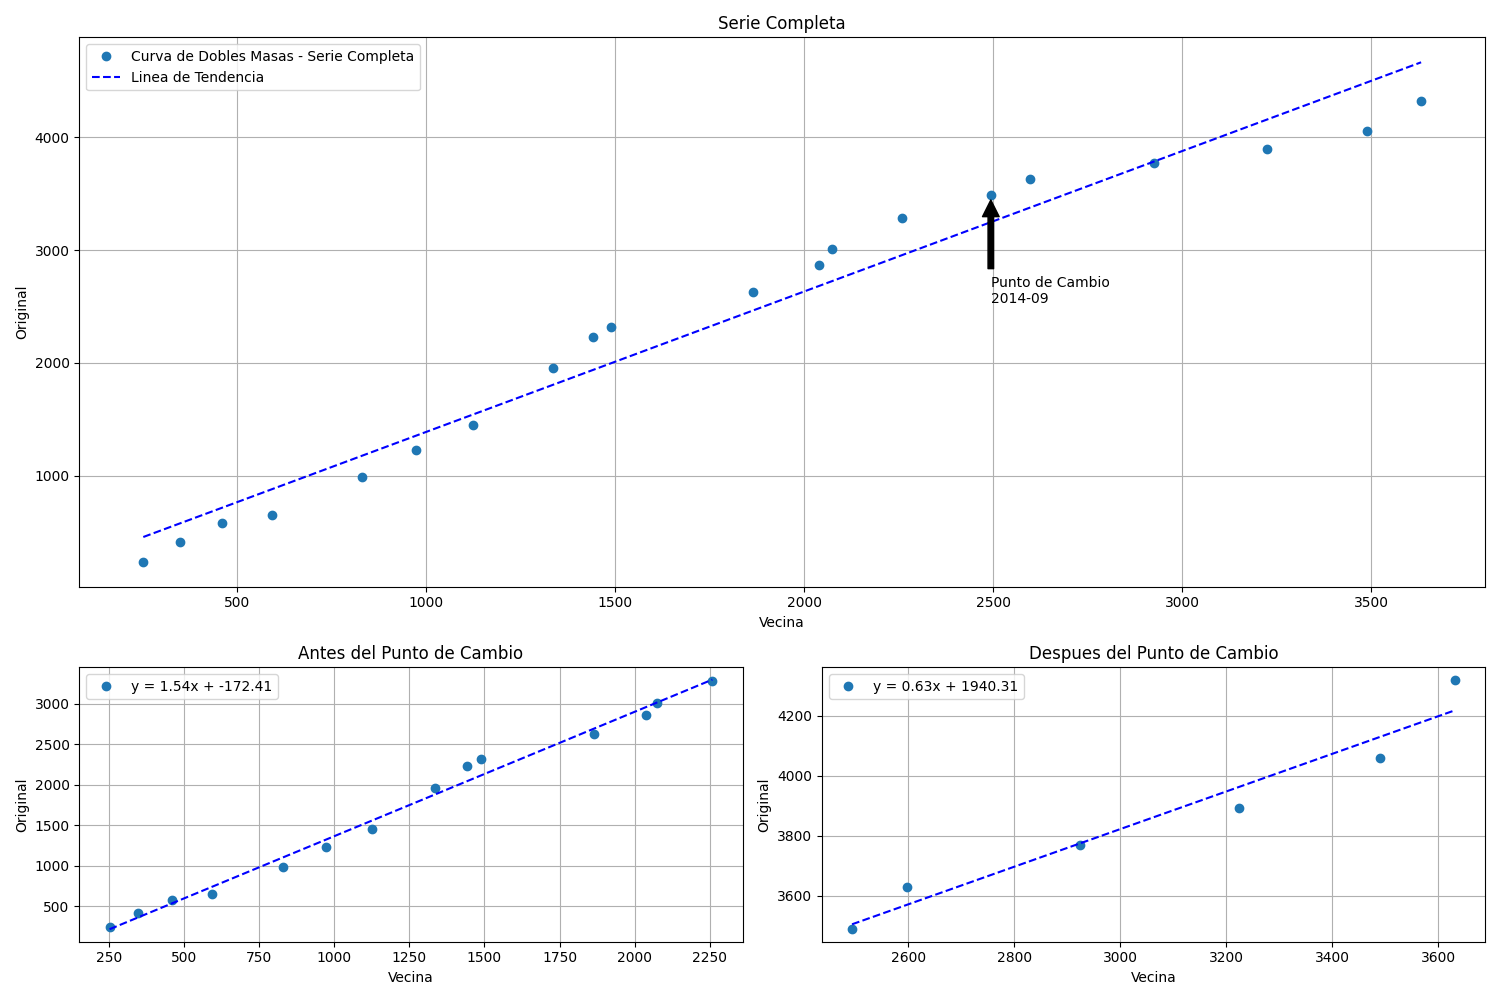 Serie Completa
Curva de Dobles Masas - Serie Completa
Linea de Tendencia
4000
3000
2000
1000
Original
Punto de Cambio
2014-09
500 1000 1500 2000 2500 3000 3500
Vecina
Antes del Punto de Cambio
y = 1.54x + -172.41
3000
2500
2000
1500
1000
500
Original
250 500 750 1000 1250 1500 1750 2000 2250
Vecina
Despues del Punto de Cambio
y = 0.63x + 1940.31
4200
4000
3800
3600
Original
2600 2800 3000 3200 3400 3600
Vecina